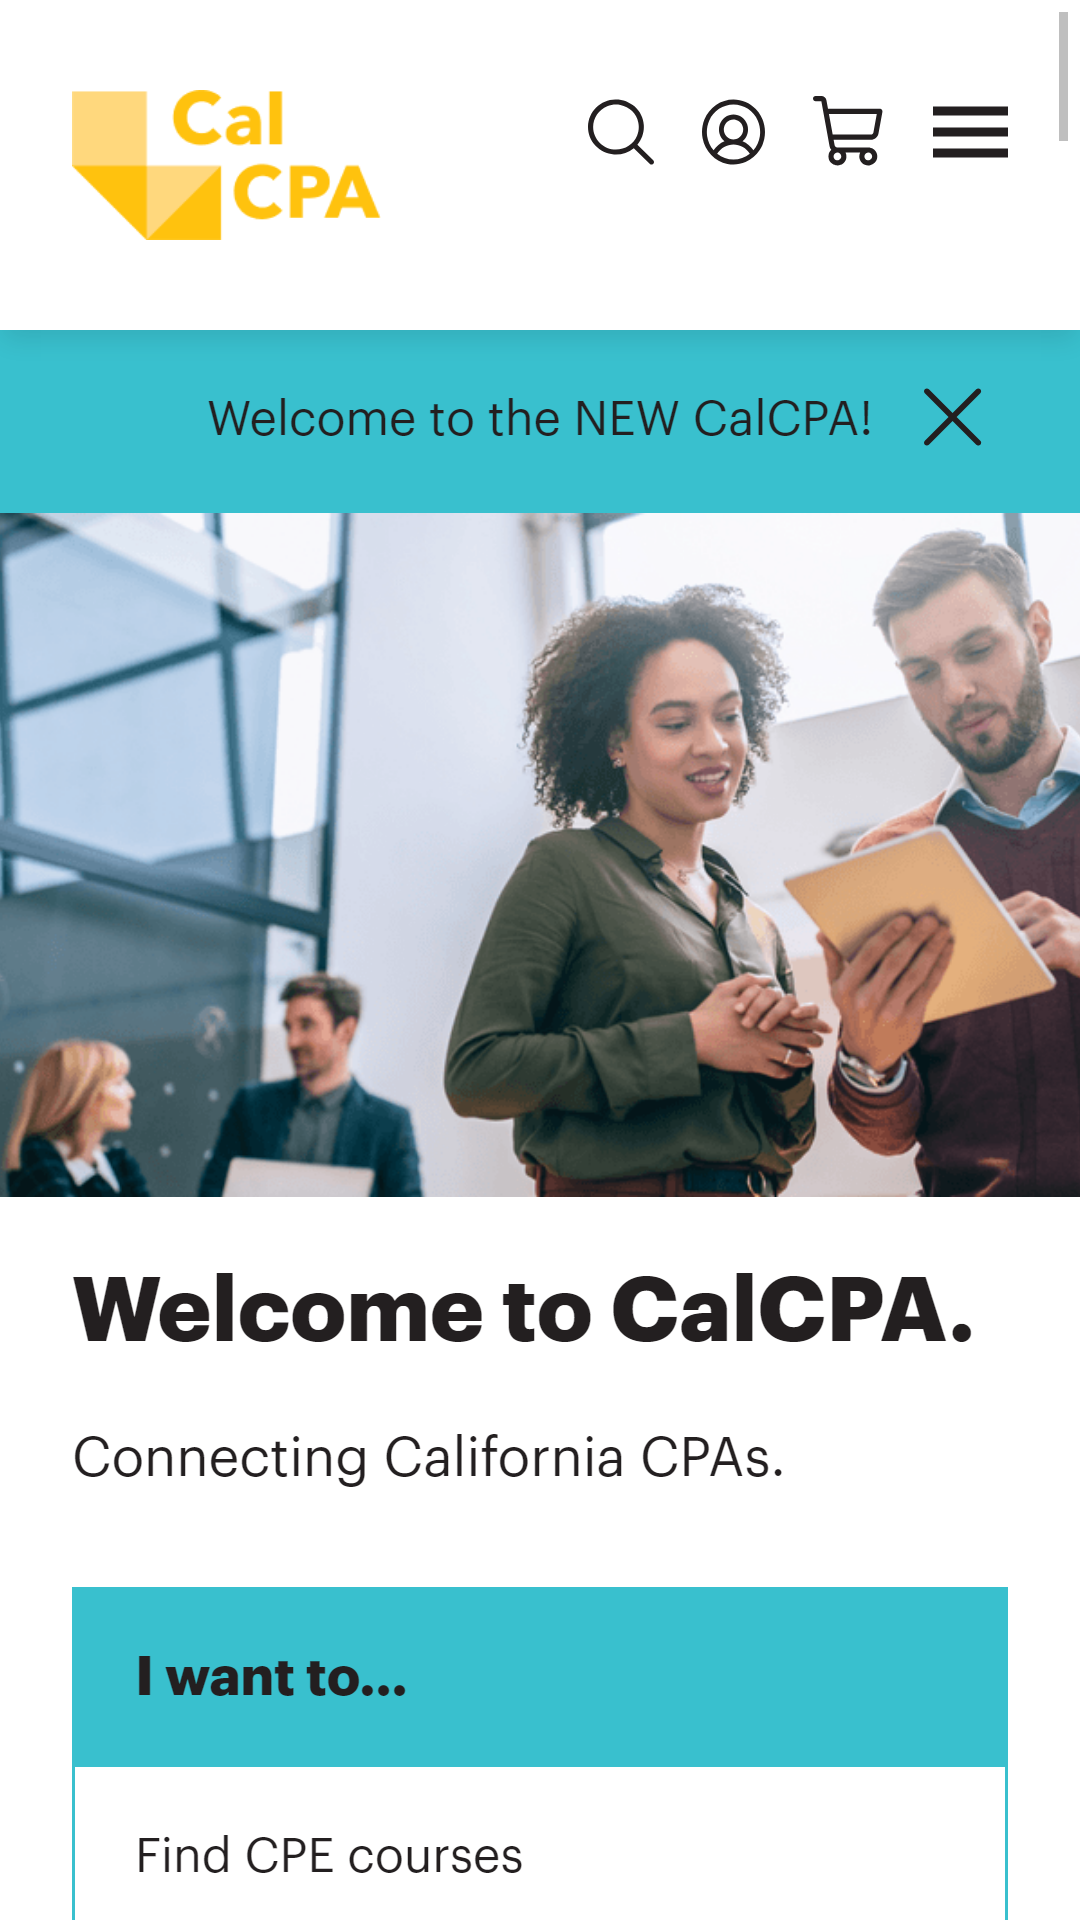 Cal
CPA
Welcome to the NEW CalCPA!
Welcome to CalCPA.
Connecting California CPAs.
I want to...
Find CPE courses